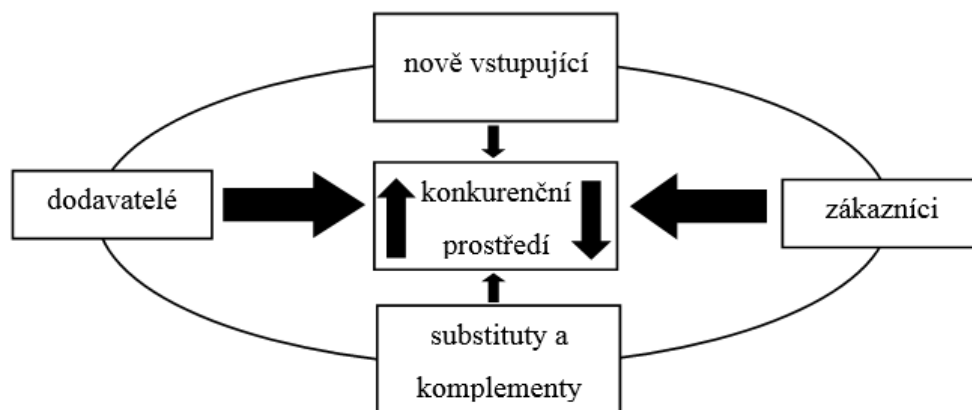 nově vstupující
dodavatelé
konkurenční
prostředí
zákazníci
substituty a
komplementy